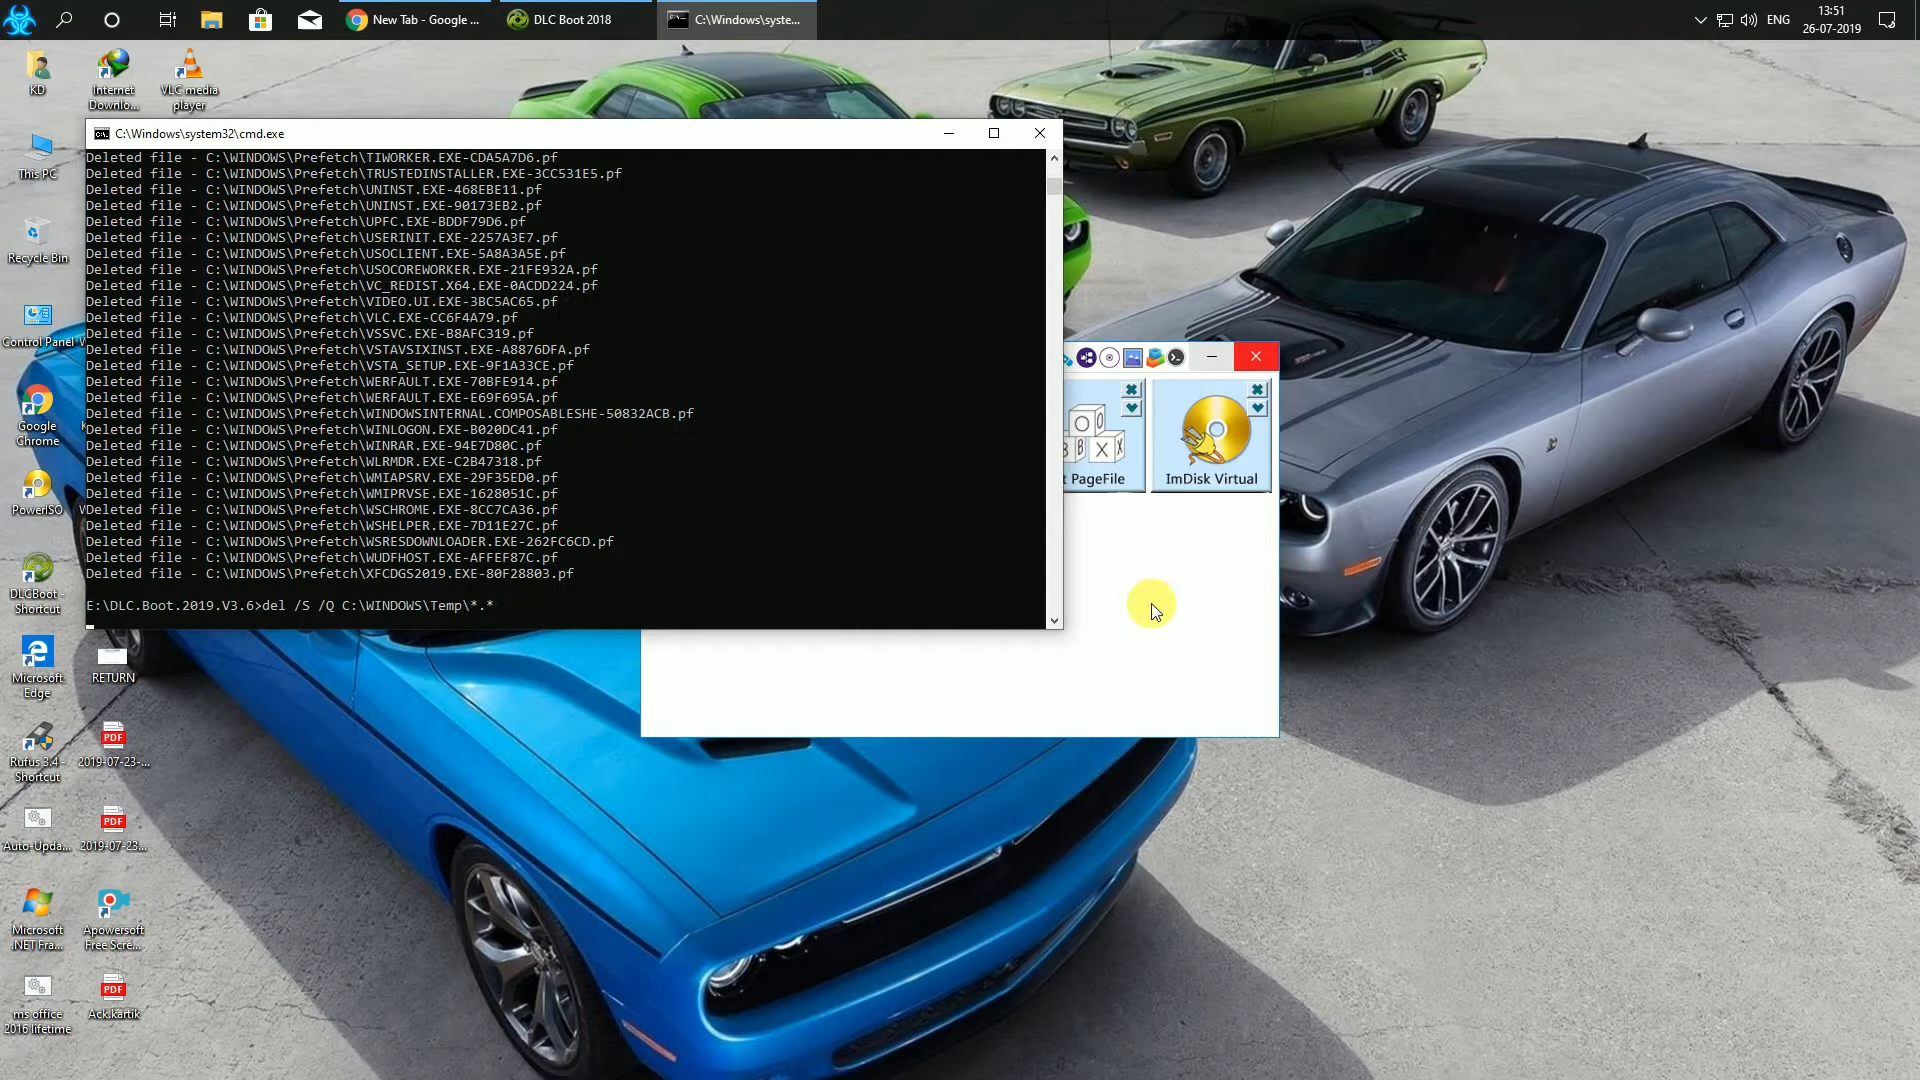 New Tab - Google ...
DLC Boot 2018
C:\Windows\syste...
ENG
13:51
26-07-2019
KD
Internet
Downlo...
VLC media
player
This PC
Recycle Bin
Control Panel
Google
Chrome
PowerISO
DLCBoot -
Shortcut
Microsoft
Edge
RETURN
Rufus 3.4 -
Shortcut
PDF
2019-07-23-...
Auto-Upda...
PDF
2019-07-23...
Microsoft
.NET Fra...
Apowersoft
Free Scre...
ms office
2016 lifetime
PDF
Ack.kartik
C:\Windows\system32\cmd.exe
Deleted file - C:\WINDOWS\Prefetch\TIWORKER.EXE-CDA5A7D6.pf
Deleted file - C:\WINDOWS\Prefetch\TRUSTEDINSTALLER.EXE-3CC531E5.pf
Deleted file - C:\WINDOWS\Prefetch\UNINST.EXE-468EBE11.pf
Deleted file - C:\WINDOWS\Prefetch\UNINST.EXE-90173EB2.pf
Deleted file - C:\WINDOWS\Prefetch\UPFC.EXE-BDDF79D6.pf
Deleted file - C:\WINDOWS\Prefetch\USERINIT.EXE-2257A3E7.pf
Deleted file - C:\WINDOWS\Prefetch\USOCLIENT.EXE-5A8A3A5E.pf
Deleted file - C:\WINDOWS\Prefetch\USOCOREWORKER.EXE-21FE932A.pf
Deleted file - C:\WINDOWS\Prefetch\VC_REDIST.X64.EXE-0ACDD224.pf
Deleted file - C:\WINDOWS\Prefetch\VIDEO.UI.EXE-3BC5AC65.pf
Deleted file - C:\WINDOWS\Prefetch\VLC.EXE-CC6F4A79.pf
Deleted file - C:\WINDOWS\Prefetch\VSSVC.EXE-B8AFC319.pf
Deleted file - C:\WINDOWS\Prefetch\VSTAVSIXINST.EXE-A8876DFA.pf
Deleted file - C:\WINDOWS\Prefetch\VSTA_SETUP.EXE-9F1A33CE.pf
Deleted file - C:\WINDOWS\Prefetch\WERFAULT.EXE-70BFE914.pf
Deleted file - C:\WINDOWS\Prefetch\WERFAULT.EXE-E69F695A.pf
Deleted file - C:\WINDOWS\Prefetch\WINDOWSINTERNAL.COMPOSABLESHE-50832ACB.pf
Deleted file - C:\WINDOWS\Prefetch\WINLOGON.EXE-B020DC41.pf
Deleted file - C:\WINDOWS\Prefetch\WINRAR.EXE-94E7D80C.pf
Deleted file - C:\WINDOWS\Prefetch\WLRMDR.EXE-C2B47318.pf
Deleted file - C:\WINDOWS\Prefetch\WMIAPSRV.EXE-29F35ED0.pf
Deleted file - C:\WINDOWS\Prefetch\WMIPRVSE.EXE-1628051C.pf
Deleted file - C:\WINDOWS\Prefetch\WSCHROME.EXE-8CC7CA36.pf
Deleted file - C:\WINDOWS\Prefetch\WSHELPER.EXE-7D11E27C.pf
Deleted file - C:\WINDOWS\Prefetch\WSRESDOWNLOADER.EXE-262FC6CD.pf
Deleted file - C:\WINDOWS\Prefetch\WUDFHOST.EXE-AFFEF87C.pf
Deleted file - C:\WINDOWS\Prefetch\XFCDGS2019.EXE-80F28803.pf
E:\DLC.Boot.2019.V3.6>del /S /Q C:\WINDOWS\Temp\*.*
t PageFile
ImDisk Virtual